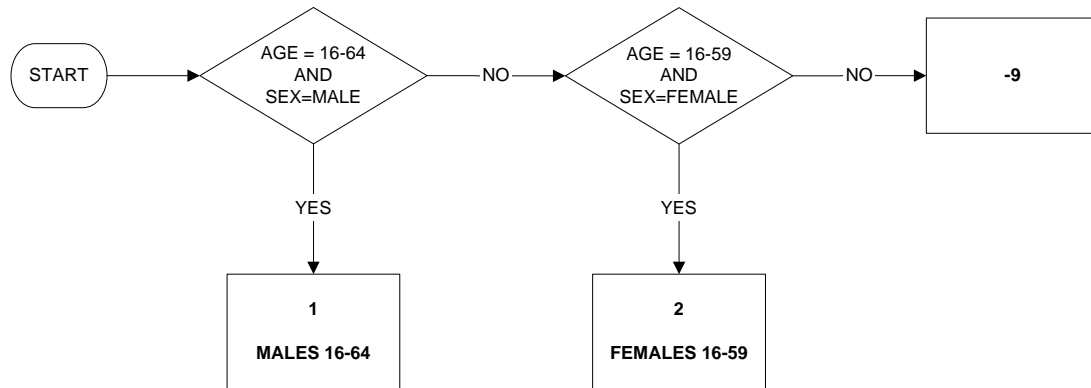 START
AGE = 16-64
AND
SEX=MALE
NO
AGE = 16-59
AND
SEX=FEMALE
NO
-9
YES
YES
1
MALES 16-64
2
FEMALES 16-59